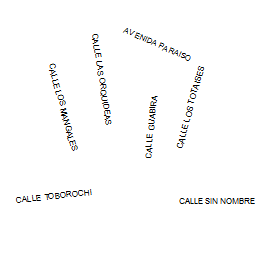 AVENIDA PARAISO
CALLE LAS ORQUIDEAS
CALLE LOS MANGALES
CALLE GUABIRA
CALLE LOS TOTAISES
CALLE TOBOROCHI
CALLE SIN NOMBRE